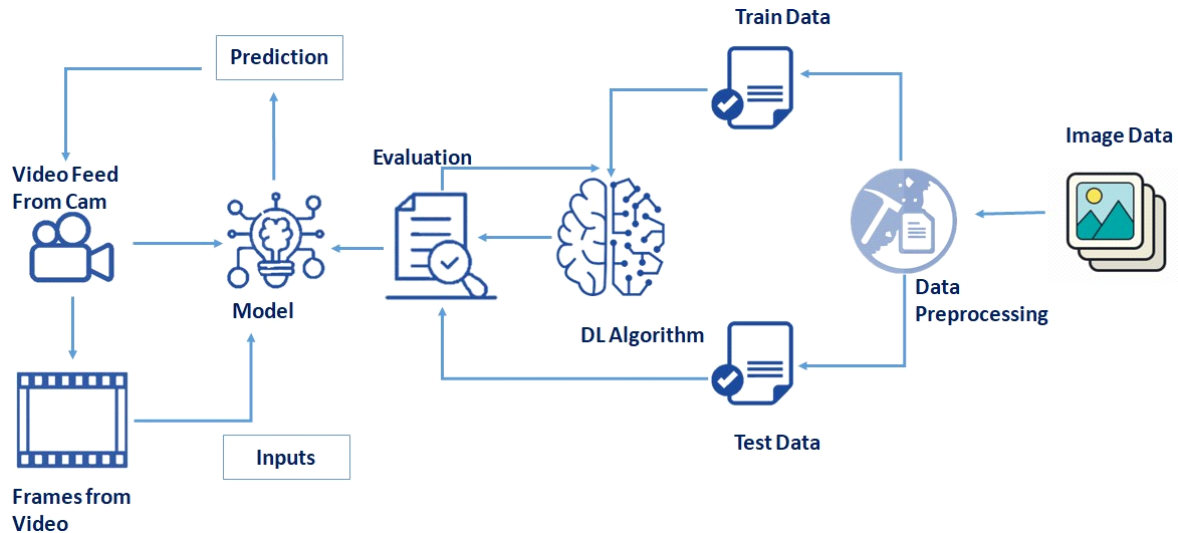 Train Data
Prediction
Image Data
Evaluation
Video Feed
From Cam
Model
Data
Preprocessing
DL Algorithm
Test Data
Inputs
Frames from
Video